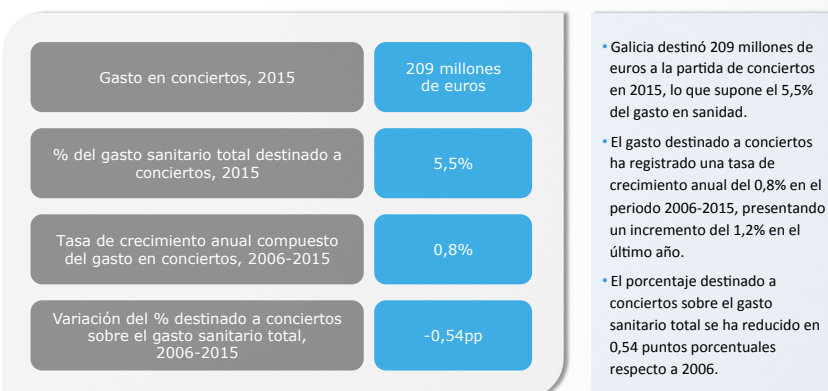 Gasto en conciertos, 2015
209 millones
de euros
% del gasto sanitario total destinado a
conciertos, 2015
5,5%
Tasa de crecimiento anual compuesto
del gasto en conciertos, 2006-2015
0,8%
Variación del % destinado a conciertos
sobre el gasto sanitario total,
2006-2015
-0,54pp
• Galicia destinó 209 millones de
euros a la partida de conciertos
en 2015, lo que supone el 5,5%
del gasto en sanidad.
• El gasto destinado a conciertos
ha registrado una tasa de
crecimiento anual del 0,8% en el
periodo 2006-2015, presentando
un incremento del 1,2% en el
último año.
• El porcentaje destinado a
conciertos sobre el gasto
sanitario total se ha reducido en
0,54 puntos porcentuales
respecto a 2006.